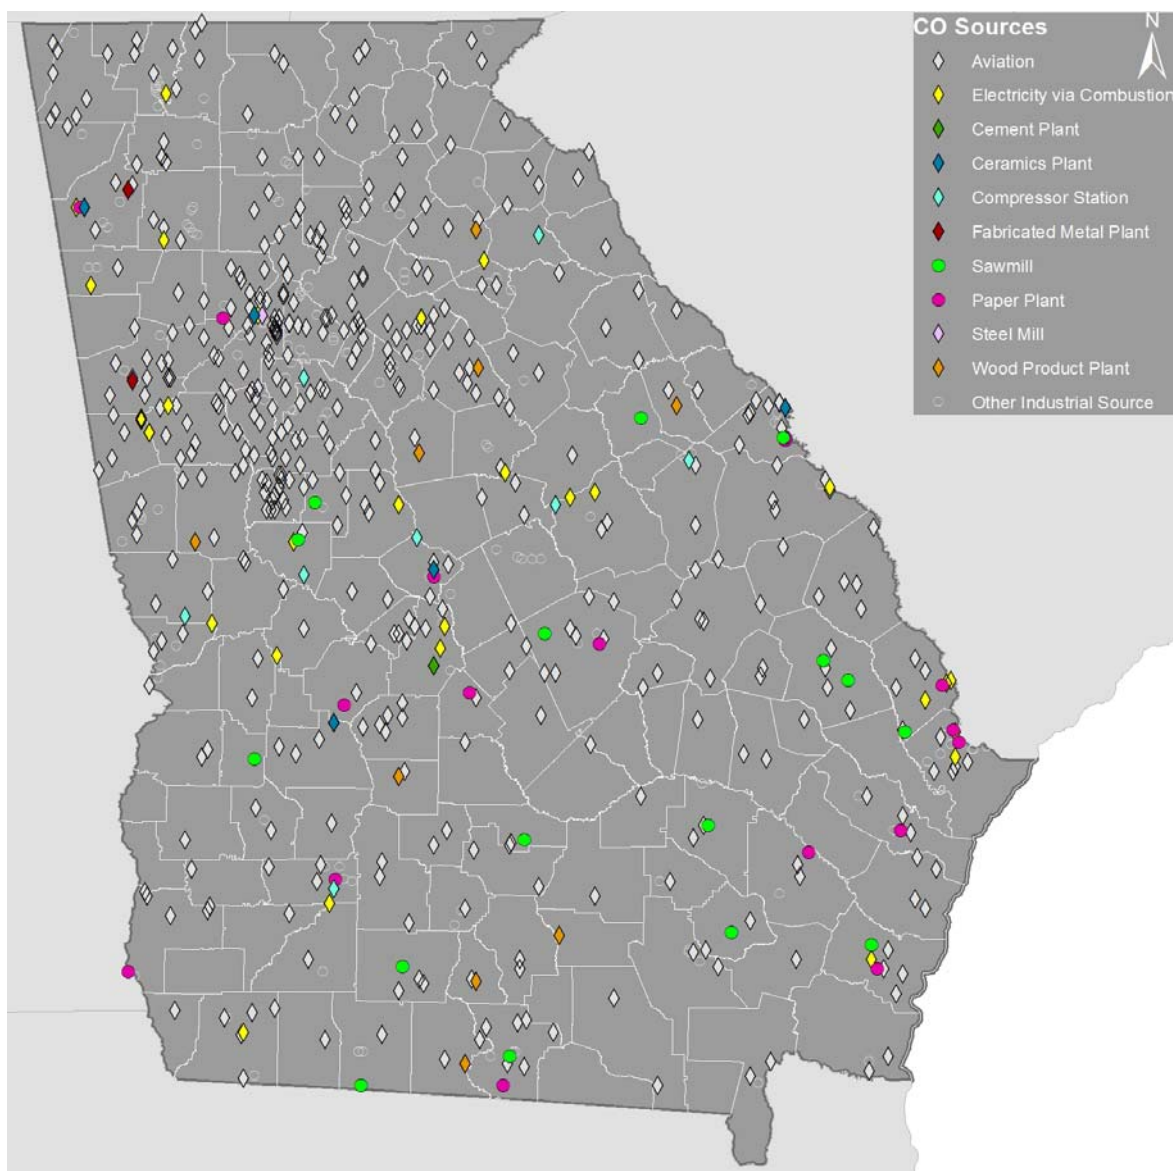 CO Sources
N
Aviation
Electricity via Combustion
Cement Plant
Ceramics Plant
Compressor Station
Fabricated Metal Plant
Sawmill
Paper Plant
Steel Mill
Wood Product Plant
Other Industrial Source